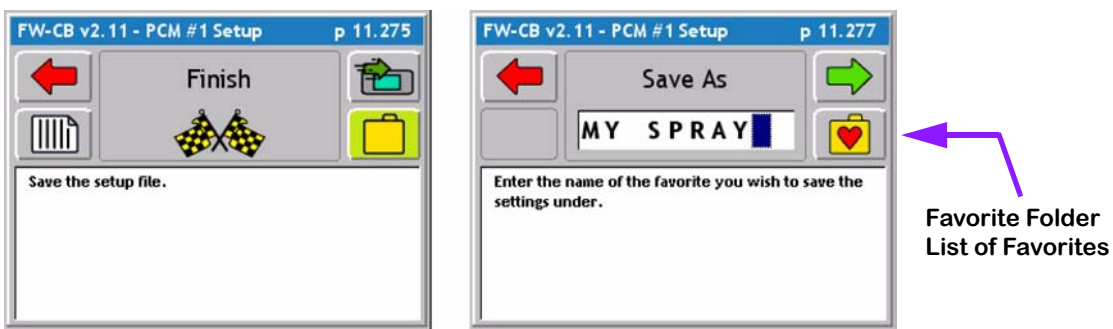 FW-CB v2.11 - PCM #1 Setup p 11.275
Finish
Save the setup file.
FW-CB v2.11 - PCM #1 Setup p 11.277
Save As
MY SPRAY
Enter the name of the favorite you wish to save the
settings under.
Favorite Folder
List of Favorites